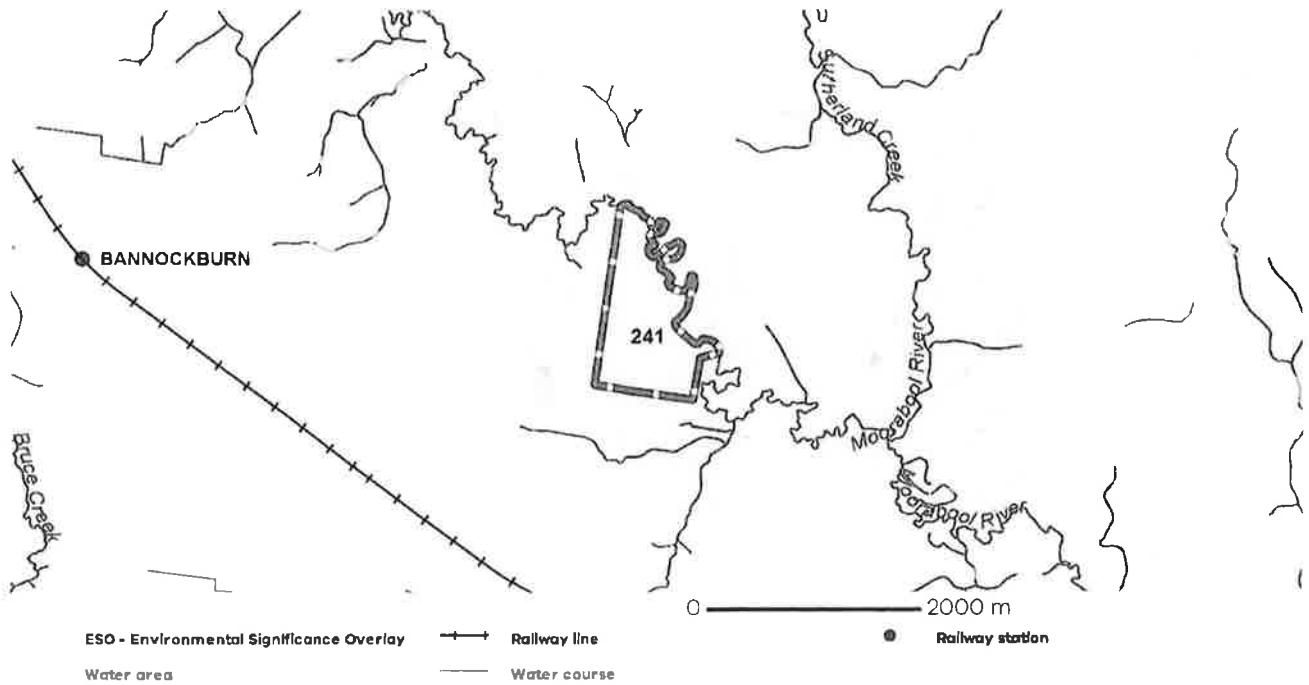 U
Sutherland Creek
BANNOCKBURN
241
Moorabool River
Bruce Creek
Moorabool River
0 2000 m
ESO - Environmental Significance Overlay Railway line Railway station
Water area Water course